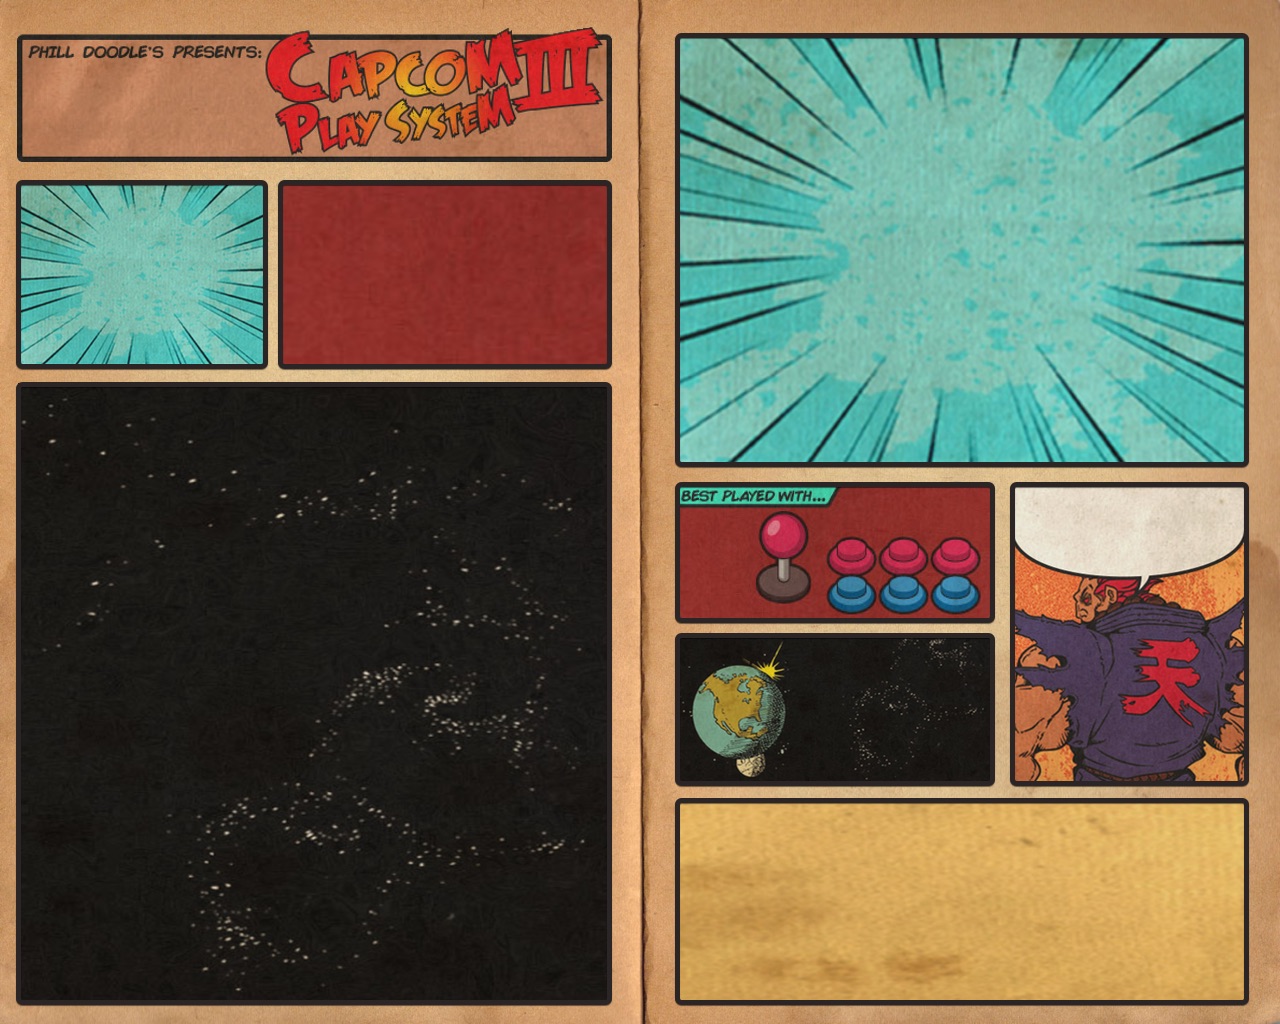 PHILL DOODLE'S PRESENTS:
CAPCOM III
PLAY SYSTEM
BEST PLAYED WITH...
天